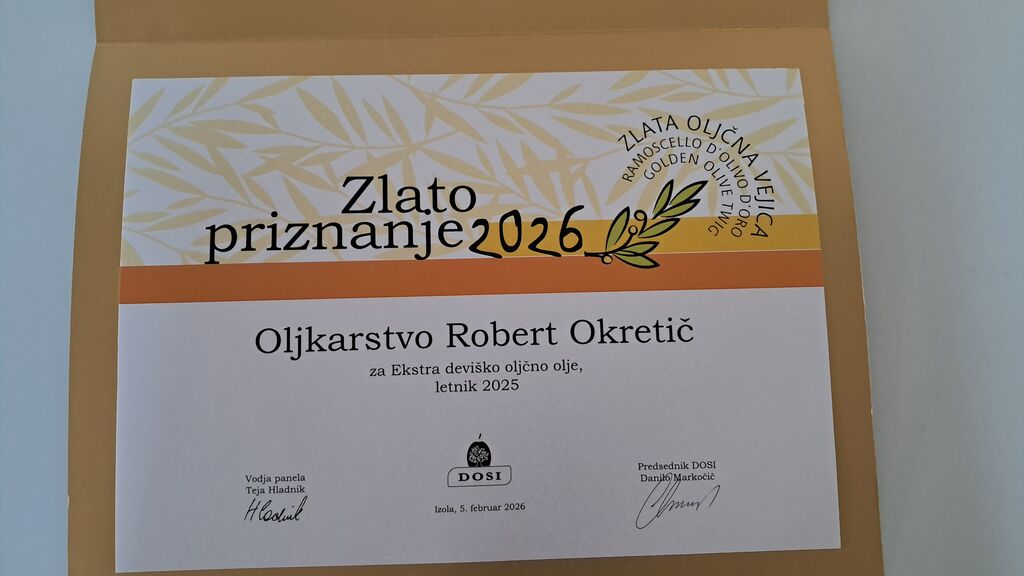 Zlato
priznanje 2026
ZLATA OLJČNA VEJICA
RAMOSCELLO D'OLIVO D'ORO
GOLDEN OLIVE TWIG
Oljkarstvo Robert Okretič
za Ekstra deviško oljčno olje,
letnik 2025
Vodja panela
Teja Hladnik
Hladnik
DOSI
Izola, 5. februar 2026
Predsednik DOSI
Danilo Markočič